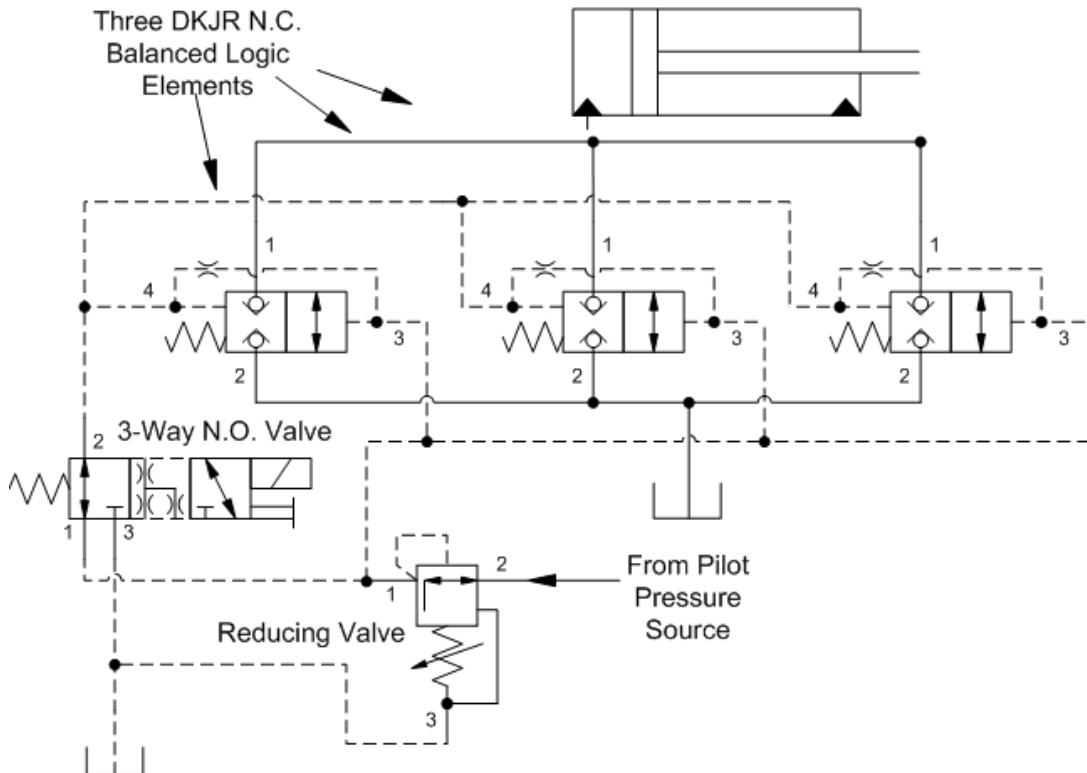 Three DKJR N.C.
Balanced Logic
Elements
1
1
1
4
3
4
3
4
3
2
2
2
2
3-Way N.O. Valve
1
3
2
1
From Pilot
Pressure
Source
Reducing Valve
3